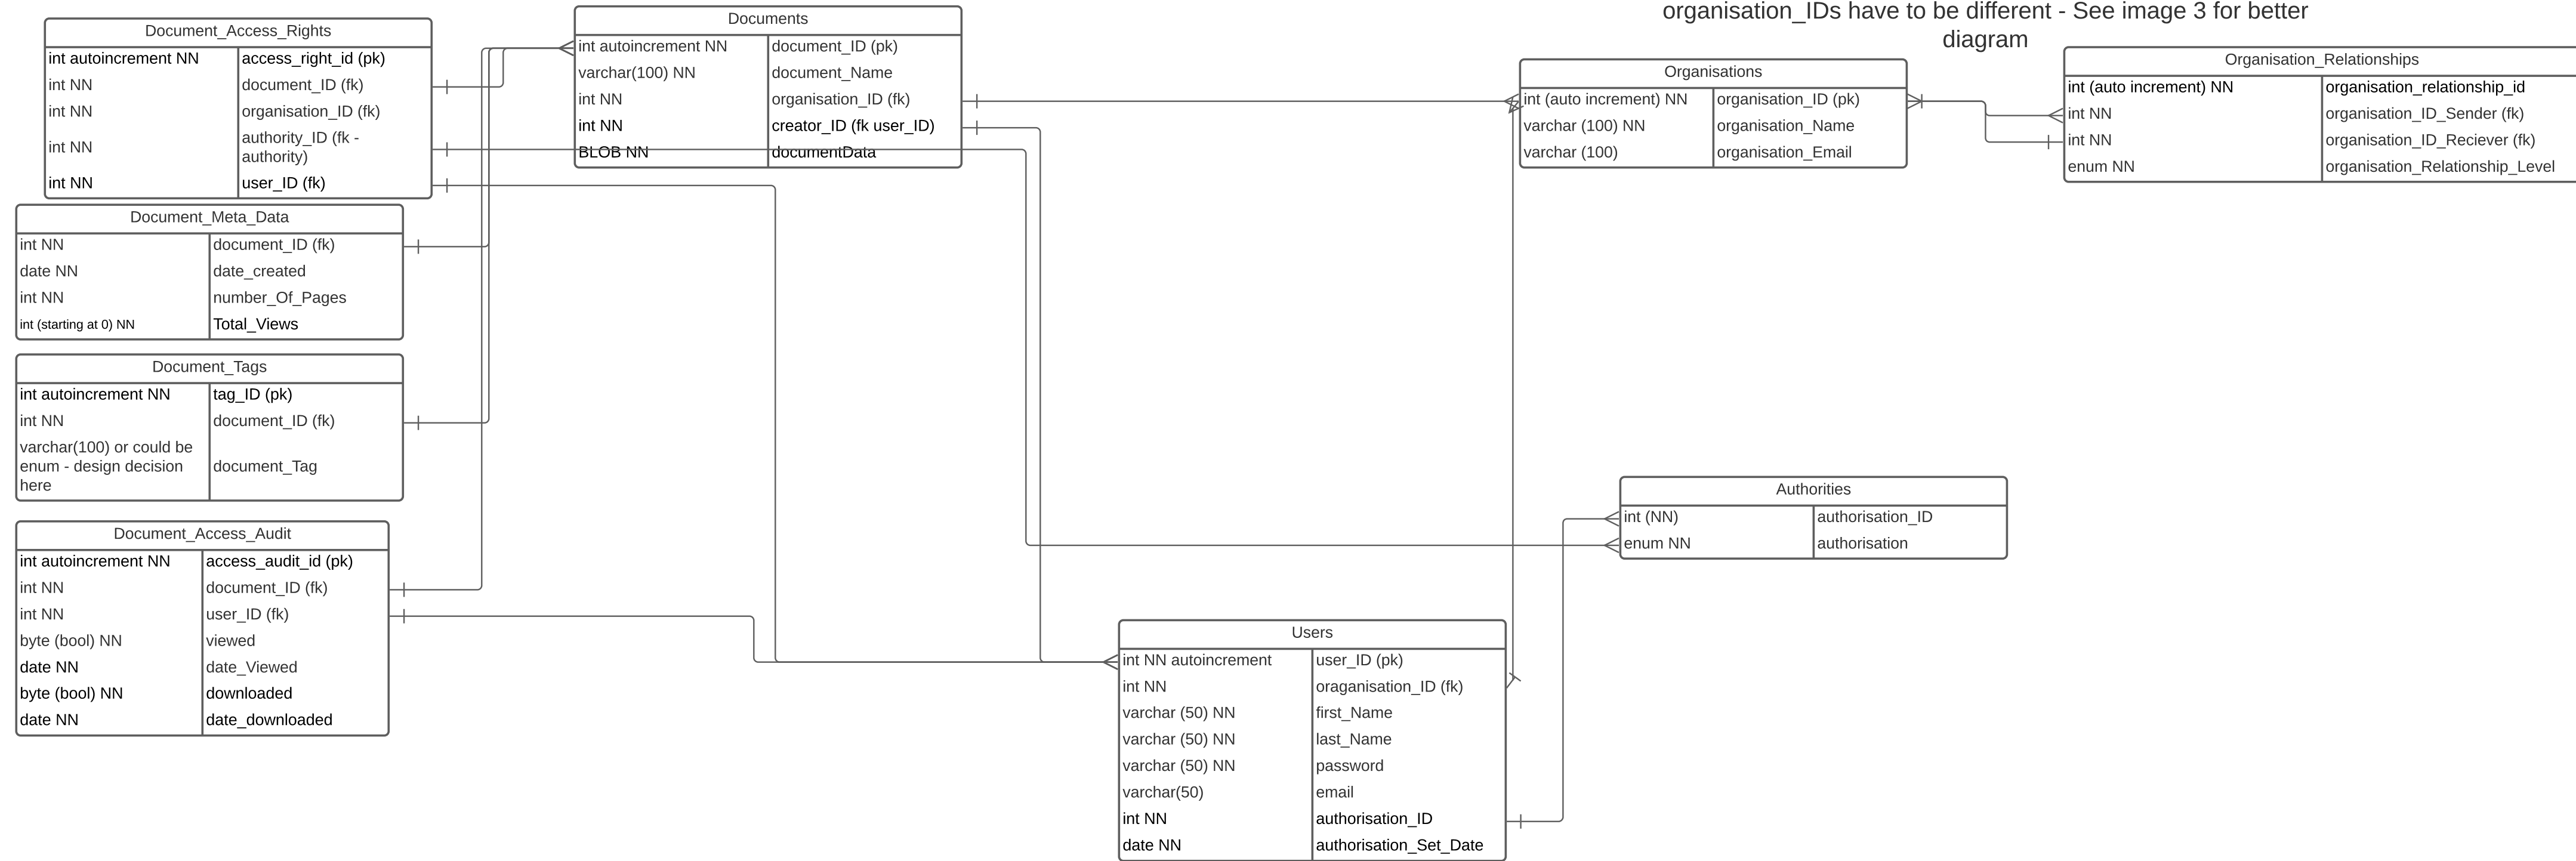 organisation_IDs have to be different - See image 3 for better
diagram
Document_Access_Rights
int autoincrement NN access_right_id (pk)
int NN document_ID (fk)
int NN organisation_ID (fk)
int NN authority_ID (fk -
authority)
int NN user_ID (fk)
Documents
int autoincrement NN document_ID (pk)
varchar(100) NN document_Name
int NN organisation_ID (fk)
int NN creator_ID (fk user_ID)
BLOB NN documentData
Organisations
int (auto increment) NN organisation_ID (pk)
varchar (100) NN organisation_Name
varchar (100) organisation_Email
Organisation_Relationships
int (auto increment) NN organisation_relationship_id
int NN organisation_ID_Sender (fk)
int NN organisation_ID_Reciever (fk)
enum NN organisation_Relationship_Level
Document_Meta_Data
int NN document_ID (fk)
date NN date_created
int NN number_Of_Pages
int (starting at 0) NN Total_Views
Document_Tags
int autoincrement NN tag_ID (pk)
int NN document_ID (fk)
varchar(100) or could be
enum - design decision document_Tag
here
Document_Access_Audit
int autoincrement NN access_audit_id (pk)
int NN document_ID (fk)
int NN user_ID (fk)
byte (bool) NN viewed
date NN date_Viewed
byte (bool) NN downloaded
date NN date_downloaded
Authorities
int (NN) authorisation_ID
enum NN authorisation
Users
int NN autoincrement user_ID (pk)
int NN oraganisation_ID (fk)
varchar (50) NN first_Name
varchar (50) NN last_Name
varchar (50) NN password
varchar(50) email
int NN authorisation_ID
date NN authorisation_Set_Date